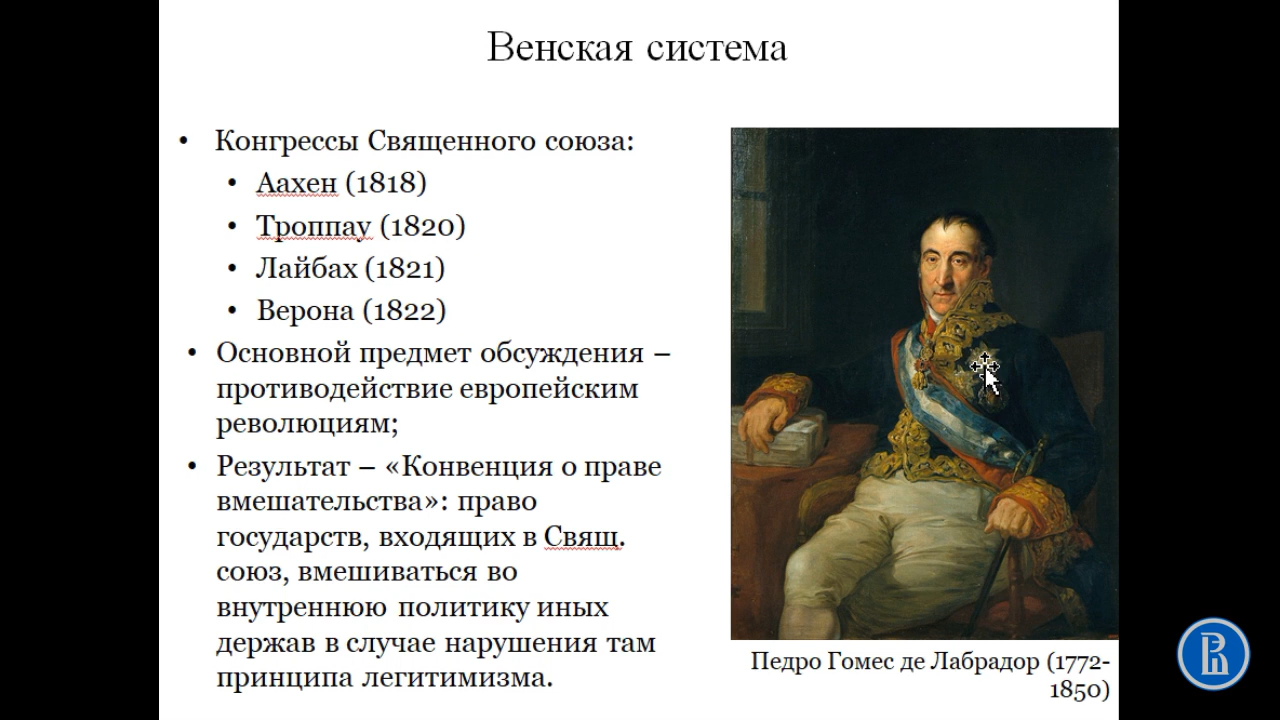 Венская система
• Конгрессы Священного союза:
• Аахен (1818)
• Троппау (1820)
• Лайбах (1821)
• Верона (1822)
• Основной предмет обсуждения –
противодействие европейским
революциям;
• Результат – «Конвенция о праве
вмешательства»: право
государств, входящих в Свящ.
союз, вмешиваться во
внутреннюю политику иных
держав в случае нарушения там
принципа легитимизма.
Педро Гомес де Лабрадор (1772-
1850)